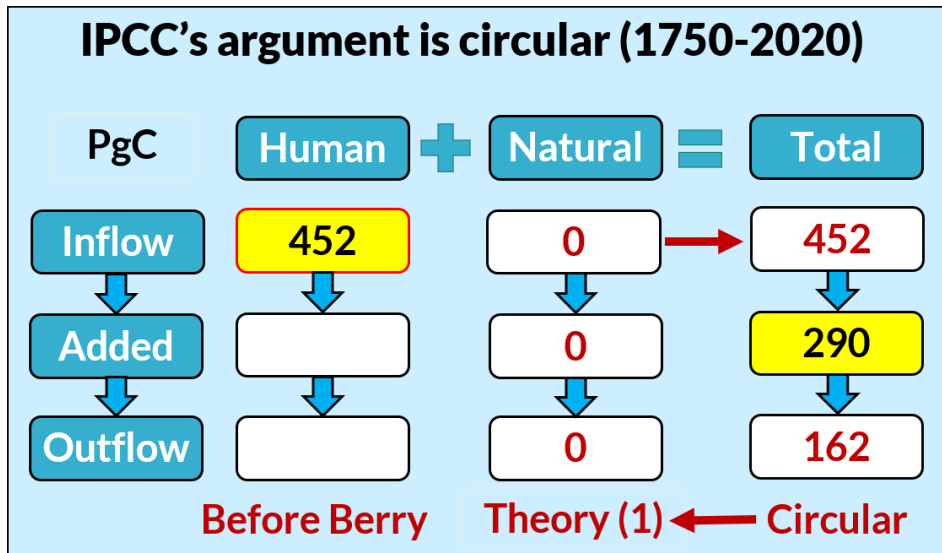 IPCC's argument is circular (1750-2020)
PgC Human + Natural = Total
Inflow 452 0 452
Added 0 290
Outflow 0 162
Before Berry Theory (1) Circular